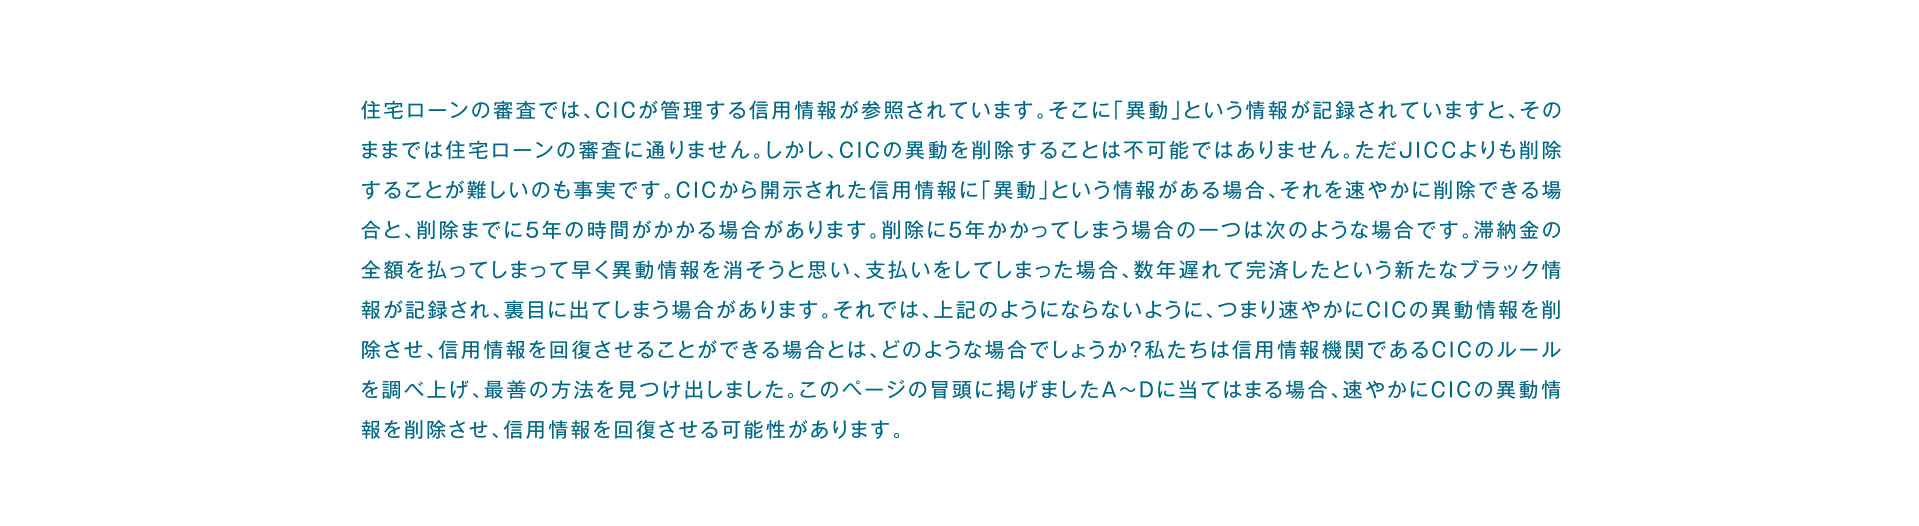 住宅ローンの審査では、CICが管理する信用情報が参照されています。そこに「異動」という情報が記録されていますと、その
ままでは住宅ローンの審査に通りません。しかし、CICの異動を削除することは不可能ではありません。ただJICCよりも削除
することが難しいのも事実です。CICから開示された信用情報に「異動」という情報がある場合、それを速やかに削除できる場
合と、削除までに5年の時間がかかる場合があります。削除に5年かかってしまう場合の一つは次のような場合です。滞納金の
全額を払ってしまって早く異動情報を消そうと思い、支払いをしてしまった場合、数年遅れて完済したという新たなブラック情
報が記録され、裏目に出てしまう場合があります。それでは、上記のようにならないように、つまり速やかにCICの異動情報を削
除させ、信用情報を回復させることができる場合とは、どのような場合でしょうか?私たちは信用情報機関であるCICのルール
を調べ上げ、最善の方法を見つけ出しました。このページの冒頭に掲げましたA〜Dに当てはまる場合、速やかにCICの異動情
報を削除させ、信用情報を回復させる可能性があります。